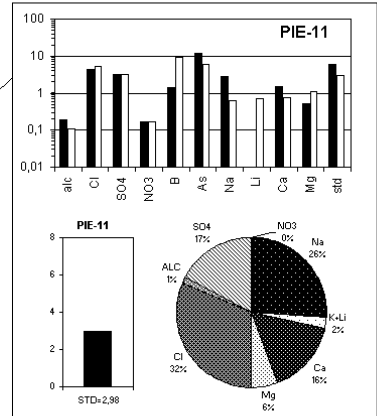 PIE-11
100
10
1
0,1
0,01
alc Cl SO4 NO3 B As Na Li Ca Mg std
PIE-11
8
6
4
2
0
STD=2,98
NO3
0%
Na
26%
K+Li
2%
Ca
16%
Mg
6%
Cl
32%
ALC
1%
SO4
17%